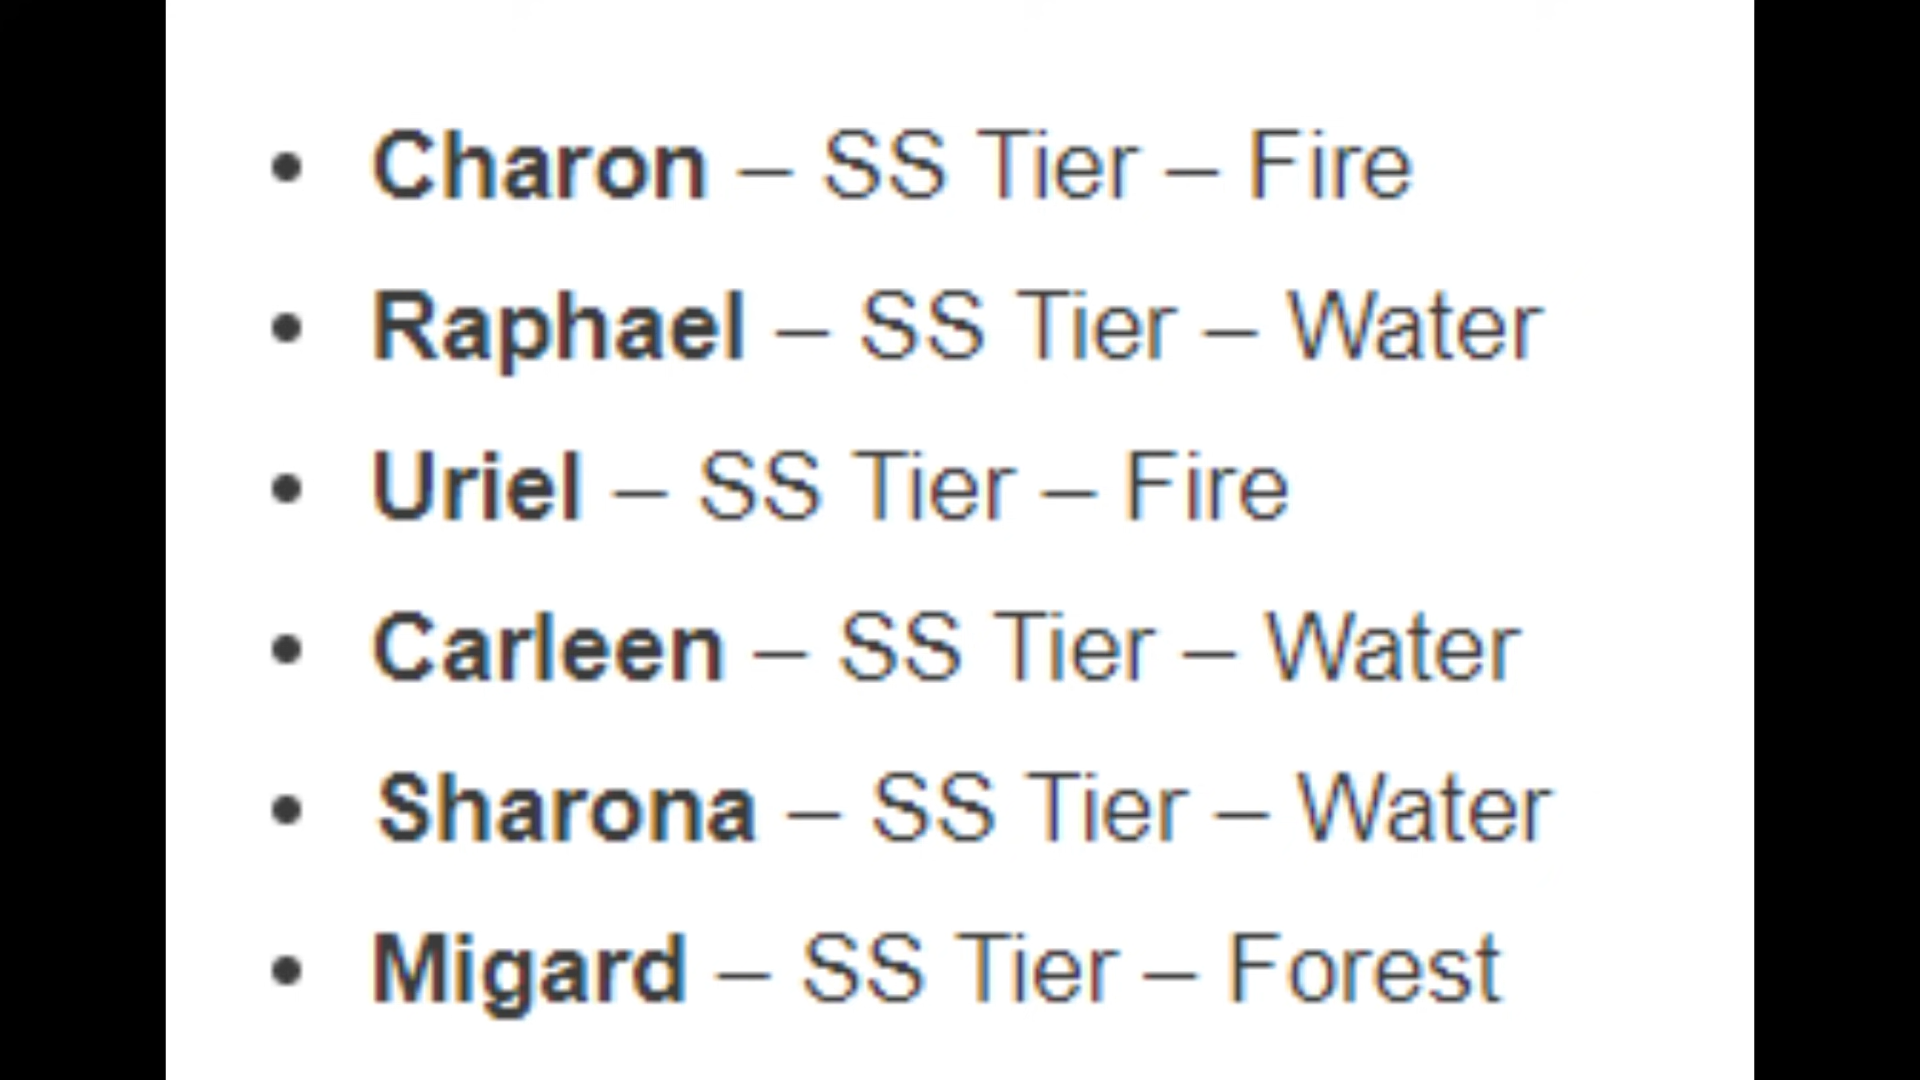 • Charon – SS Tier – Fire
• Raphael – SS Tier – Water
• Uriel – SS Tier – Fire
• Carleen – SS Tier – Water
• Sharona – SS Tier – Water
• Migard – SS Tier – Forest